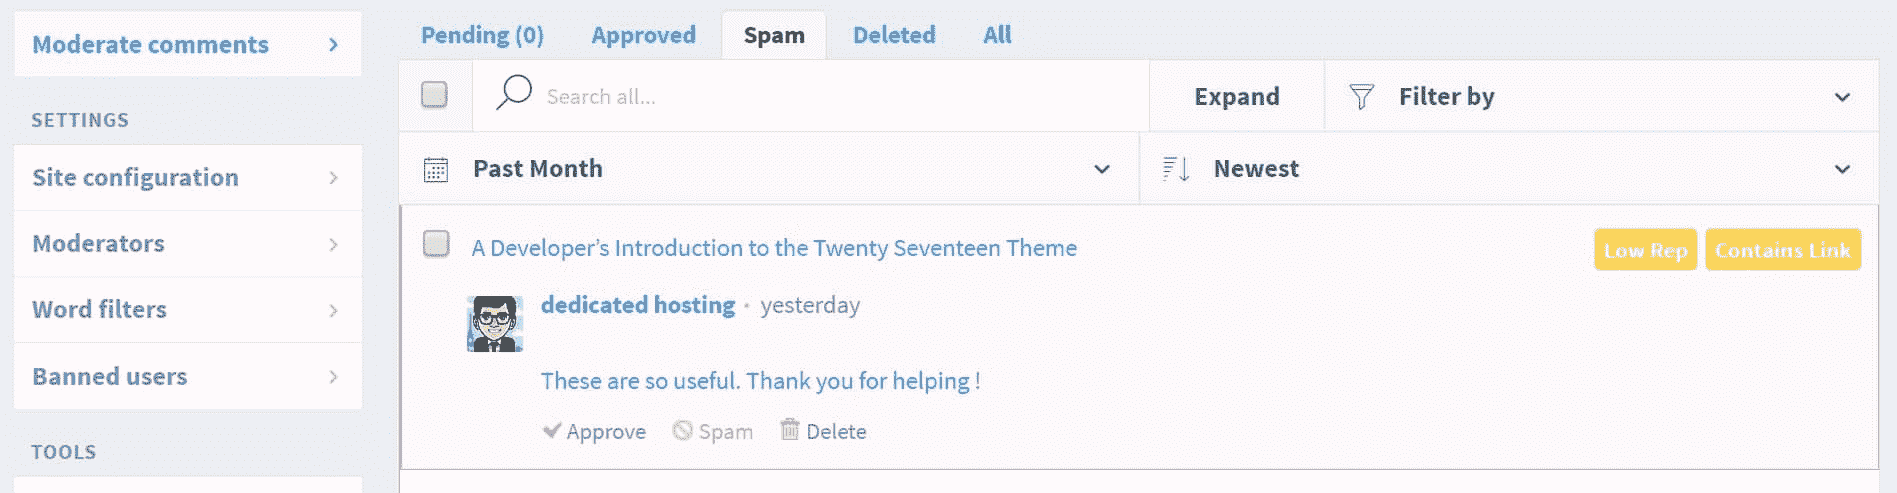 Moderate comments
SETTINGS
Site configuration
Moderators
Word filters
Banned users
TOOLS
Pending (0) Approved Spam Deleted All
Search all... Expand Filter by
Past Month Newest
A Developer’s Introduction to the Twenty Seventeen Theme Low Rep Contains Link
dedicated hosting • yesterday
These are so useful. Thank you for helping !
Approve Spam Delete